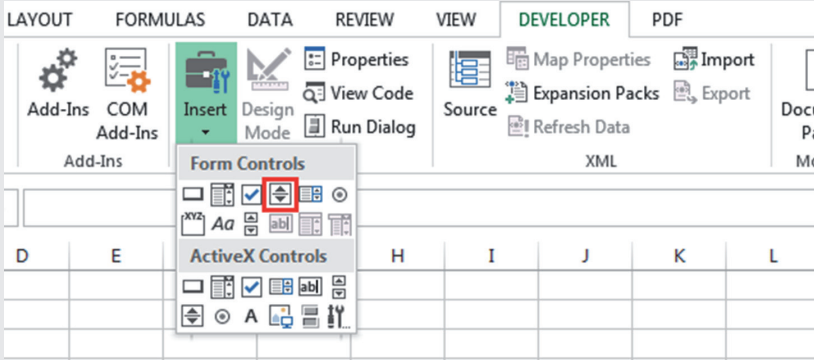 LAYOUT FORMULAS DATA REVIEW VIEW DEVELOPER PDF
Add-Ins
COM
Add-Ins
Add-Ins
Insert
Design
Mode
Properties
View Code
Run Dialog
Source
Map Properties
Expansion Packs
Refresh Data
Import
Export
XML
Form Controls
XYZ Aa ab
ActiveX Controls
ab
A
D E H I J K L